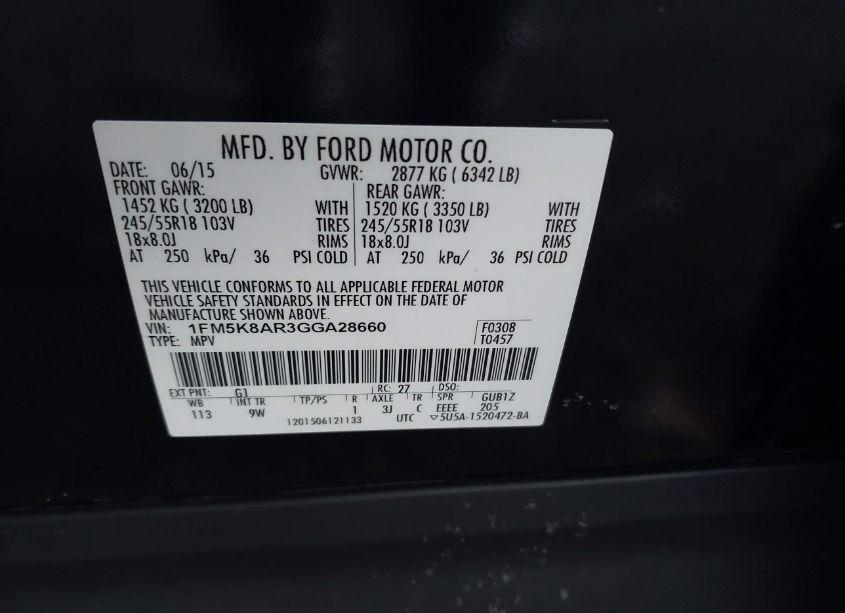 MFD. BY FORD MOTOR CO.
DATE: 06/15 GVWR: 2877 KG ( 6342 LB)
FRONT GAWR: REAR GAWR:
1452 KG ( 3200 LB) WITH 1520 KG ( 3350 LB) WITH
245/55R18 103V TIRES 245/55R18 103V TIRES
18x8.0J RIMS 18x8.0J RIMS
AT 250 kPa/ 36 PSI COLD AT 250 kPa/ 36 PSI COLD
THIS VEHICLE CONFORMS TO ALL APPLICABLE FEDERAL MOTOR
VEHICLE SAFETY STANDARDS IN EFFECT ON THE DATE OF
MANUFACTURE SHOWN ABOVE.
VIN: 1FM5K8AR3GGA28660 F0308
TYPE: MPV T0457
EXT PNT: G1 RC: 27 DSO:
WB INT TR TP/PS R AXLE TR SPR GUB1Z
113 9W 1 3J C EEEE 205
1201506121133 UTC ▽5U5A-1520472-BA